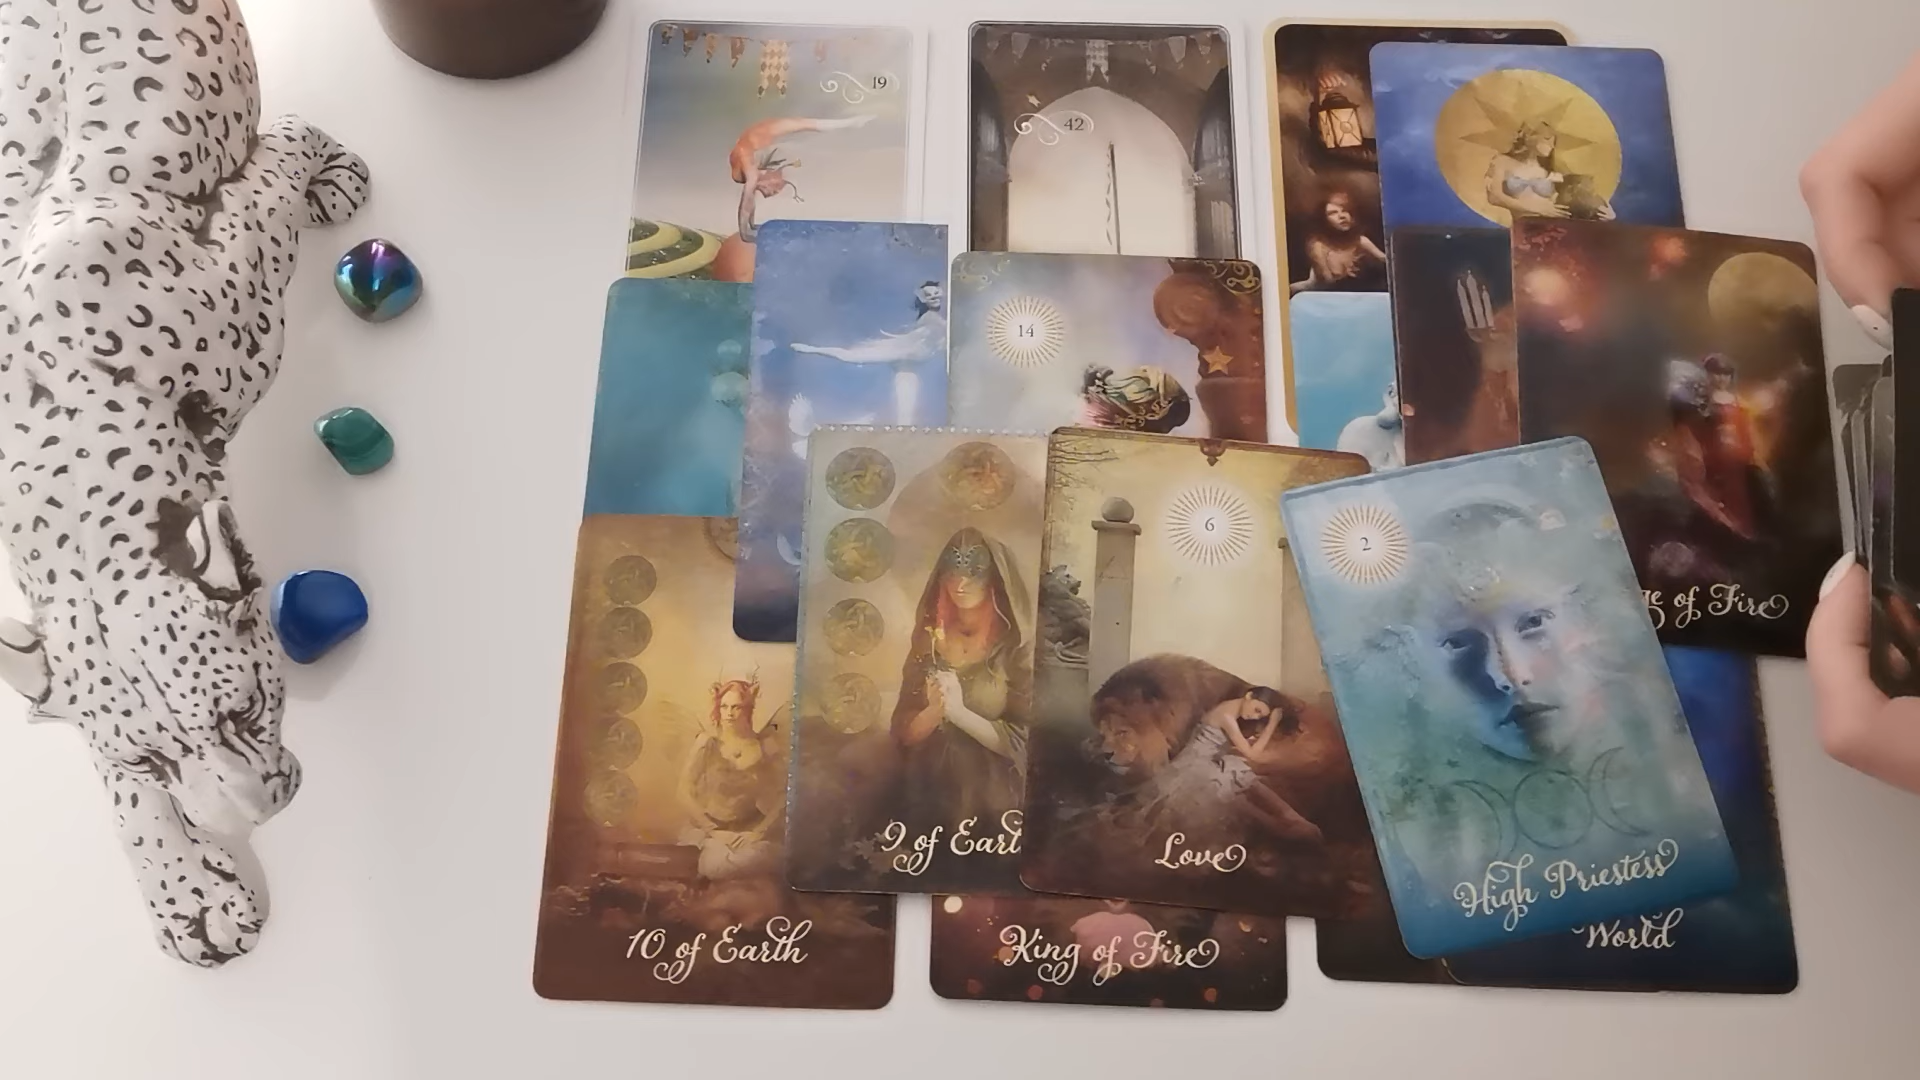 19
42
14
6
2
ge of Fire
9 of Eart
Love
High Priestess
10 of Earth
King of Fire
World